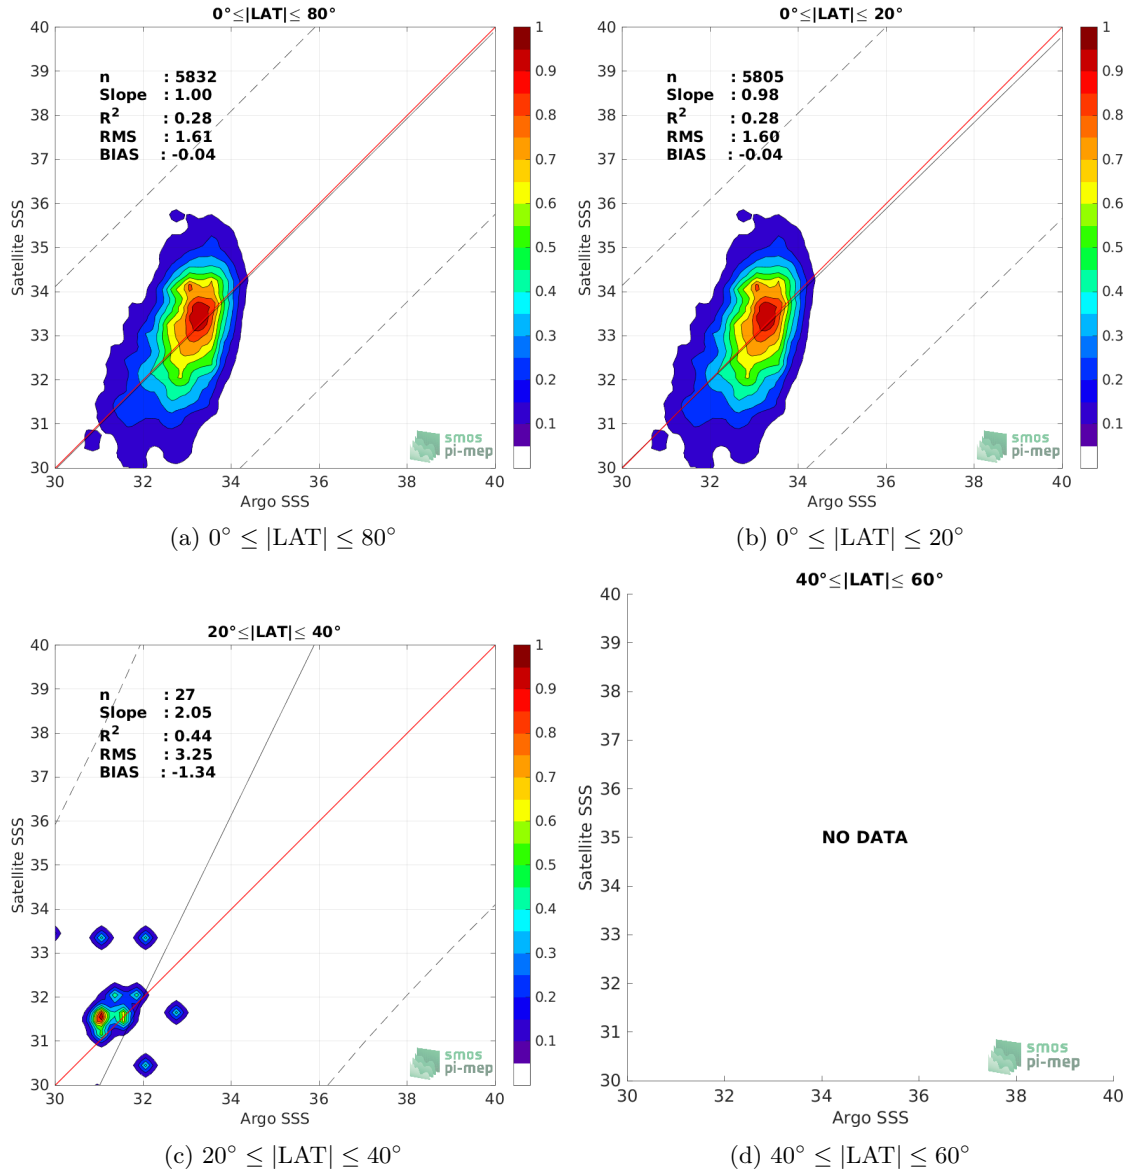 0°≤|LAT|≤ 80°
40
39
38
37
36
35
34
33
32
31
30
Satellite SSS
n : 5832
Slope : 1.00
R2 : 0.28
RMS : 1.61
BIAS : -0.04
smos
pi-mep
30 32 34 36 38 40
Argo SSS
1
0.9
0.8
0.7
0.6
0.5
0.4
0.3
0.2
0.1
(a) 0° ≤ |LAT| ≤ 80°
0°≤|LAT|≤ 20°
40
39
38
37
36
35
34
33
32
31
30
Satellite SSS
n : 5805
Slope : 0.98
R2 : 0.28
RMS : 1.60
BIAS : -0.04
smos
pi-mep
30 32 34 36 38 40
Argo SSS
1
0.9
0.8
0.7
0.6
0.5
0.4
0.3
0.2
0.1
(b) 0° ≤ |LAT| ≤ 20°
20°≤|LAT|≤ 40°
40
39
38
37
36
35
34
33
32
31
30
Satellite SSS
n : 27
Slope : 2.05
R2 : 0.44
RMS : 3.25
BIAS : -1.34
smos
pi-mep
30 32 34 36 38 40
Argo SSS
1
0.9
0.8
0.7
0.6
0.5
0.4
0.3
0.2
0.1
(c) 20° ≤ |LAT| ≤ 40°
40°≤|LAT|≤ 60°
40
39
38
37
36
35
34
33
32
31
30
Satellite SSS
NO DATA
smos
pi-mep
30 32 34 36 38 40
Argo SSS
(d) 40° ≤ |LAT| ≤ 60°